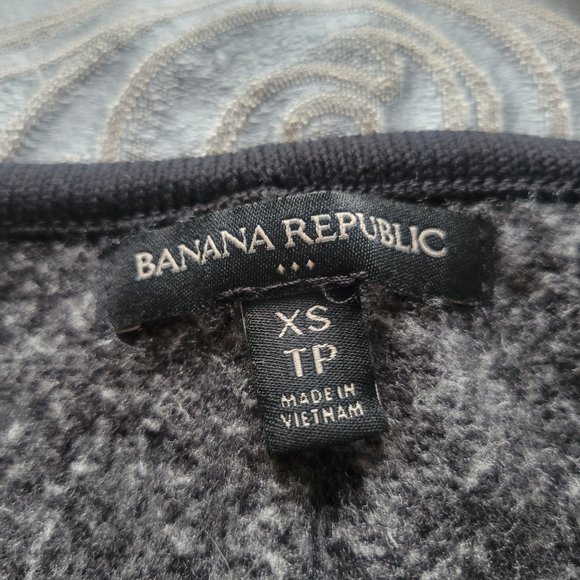 BANANA REPUBLIC
XS
TP
MADE IN
VIETNAM